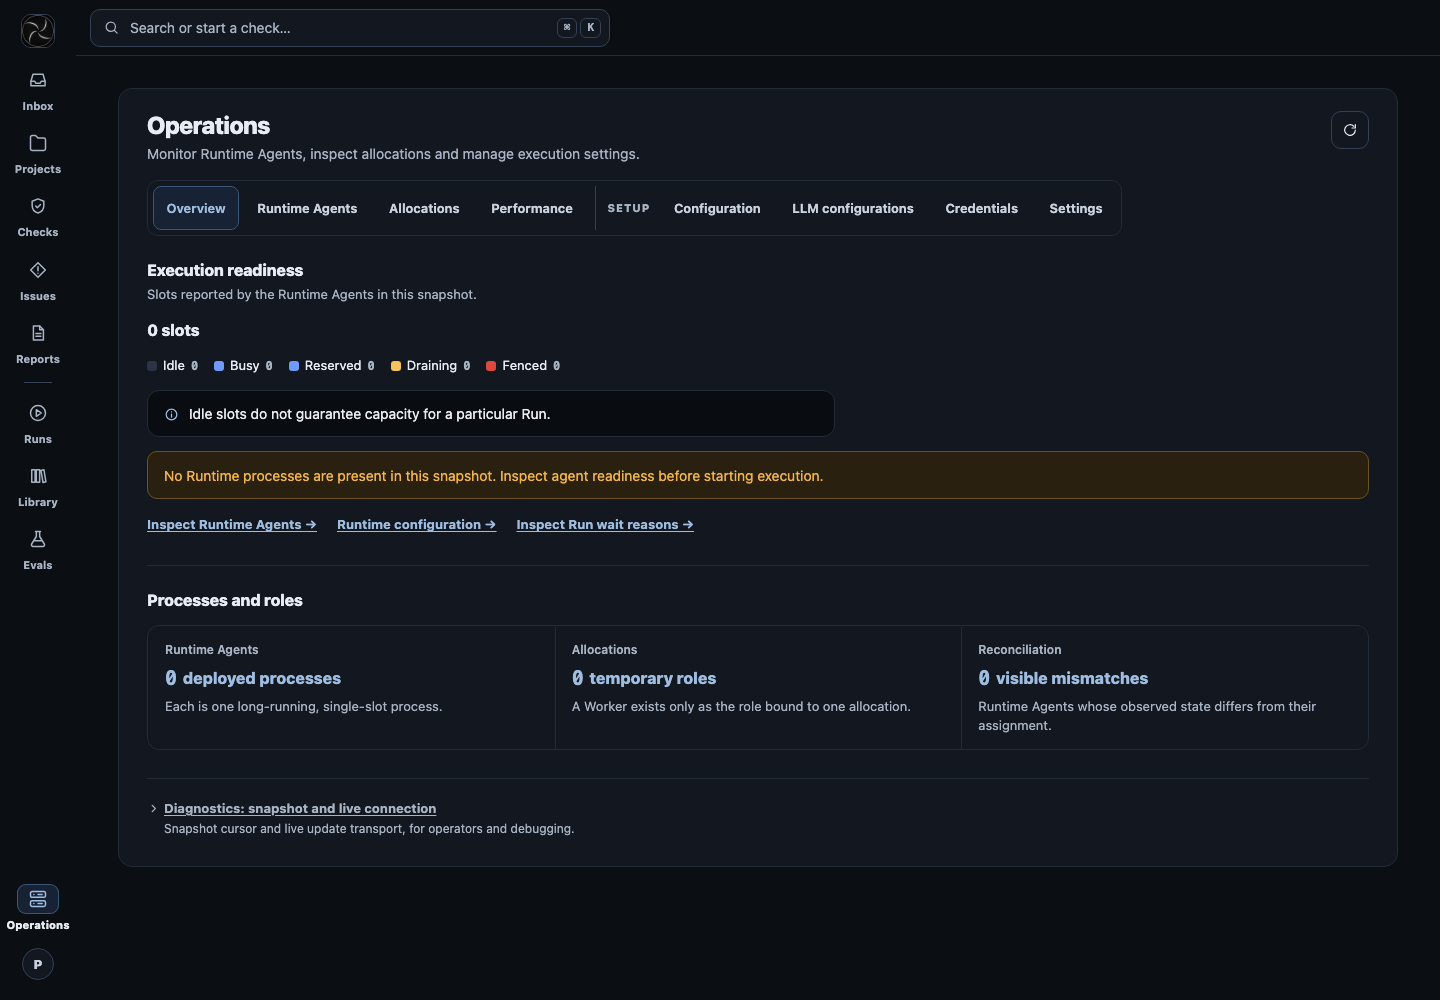 Search or start a check...
⌘ K
Inbox
Projects
Checks
Issues
Reports
Runs
Library
Evals
Operations
P
Operations
Monitor Runtime Agents, inspect allocations and manage execution settings.
Overview Runtime Agents Allocations Performance SETUP Configuration LLM configurations Credentials Settings
Execution readiness
Slots reported by the Runtime Agents in this snapshot.
0 slots
Idle 0 Busy 0 Reserved 0 Draining 0 Fenced 0
Idle slots do not guarantee capacity for a particular Run.
No Runtime processes are present in this snapshot. Inspect agent readiness before starting execution.
Inspect Runtime Agents → Runtime configuration → Inspect Run wait reasons →
Processes and roles
Runtime Agents
0 deployed processes
Each is one long-running, single-slot process.
Allocations
0 temporary roles
A Worker exists only as the role bound to one allocation.
Reconciliation
0 visible mismatches
Runtime Agents whose observed state differs from their
assignment.
Diagnostics: snapshot and live connection
Snapshot cursor and live update transport, for operators and debugging.